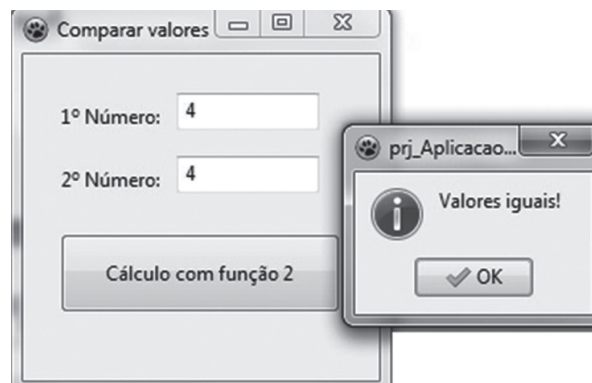 Comparar valores
1º Número:
4
2º Número:
4
Cálculo com função 2
prj_Aplicacao...
Valores iguais!
OK